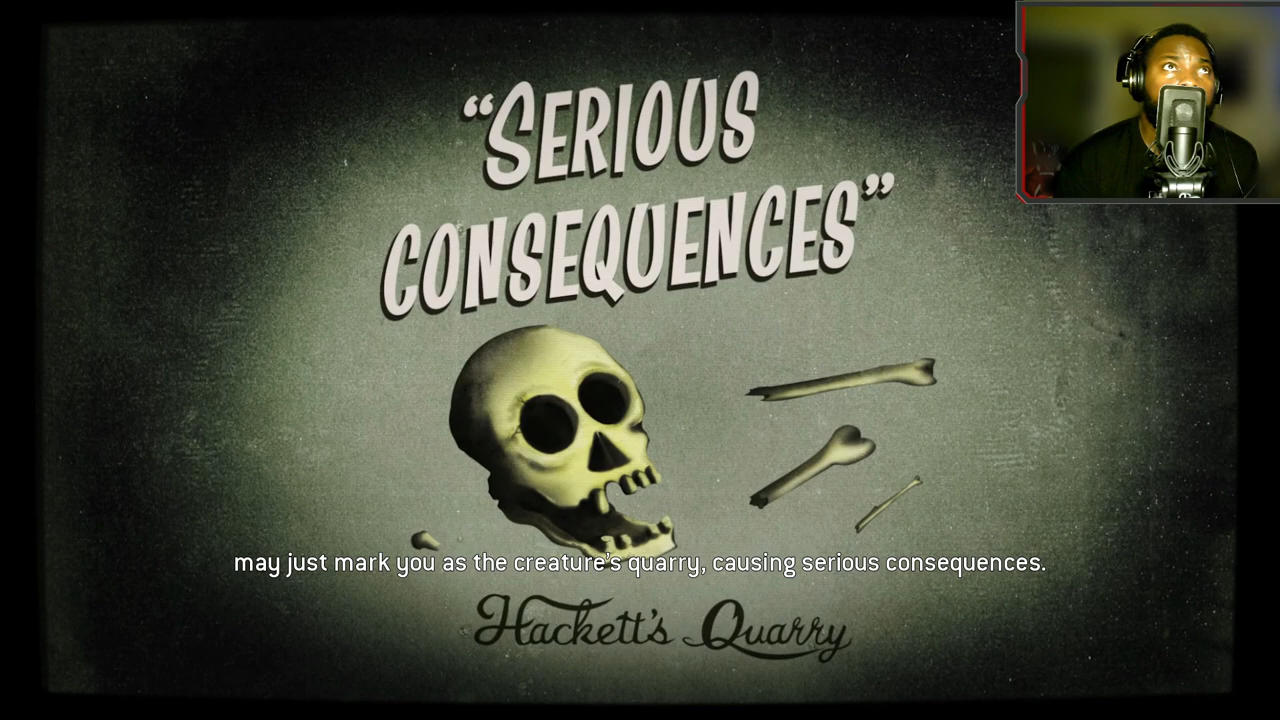 “SERIOUS
CONSEQUENCES”
may just mark you as the creature’s quarry, causing serious consequences.
Hackett’s Quarry